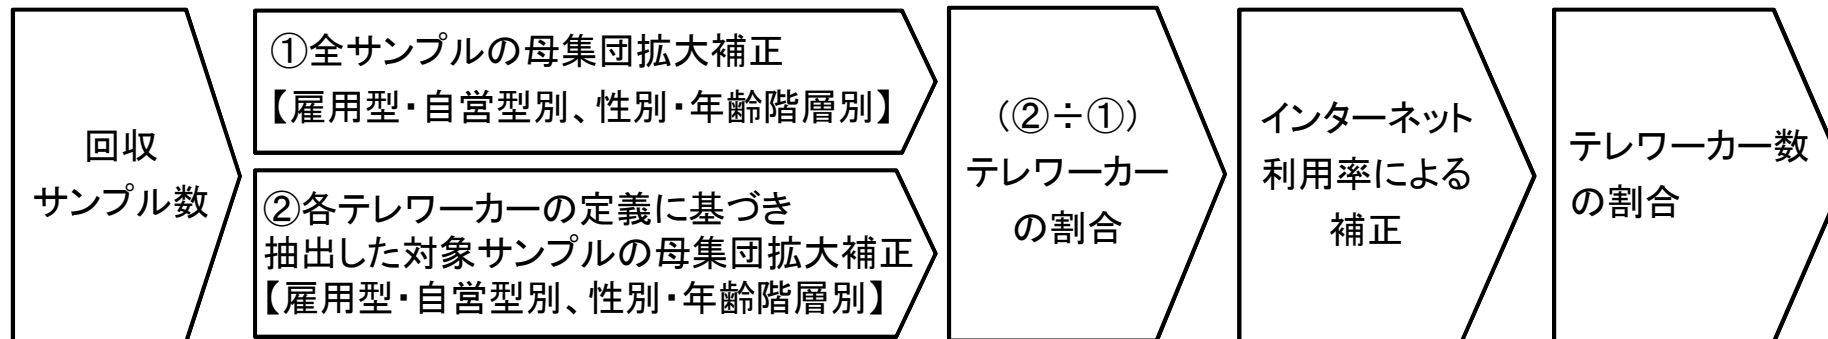 回収
サンプル数
①全サンプルの母集団拡大補正
【雇用型・自営型別、性別・年齢階層別】
②各テレワーカーの定義に基づき
抽出した対象サンプルの母集団拡大補正
【雇用型・自営型別、性別・年齢階層別】
(②÷①)
テレワーカー
の割合
インターネット
利用率による
補正
テレワーカー数
の割合